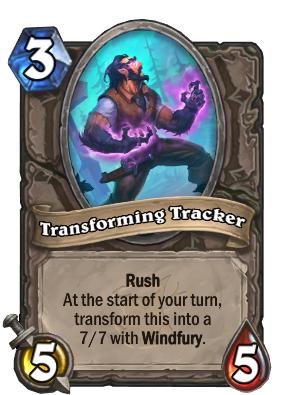 3
Transforming Tracker
Rush
At the start of your turn,
transform this into a
7/7 with Windfury.
5 5